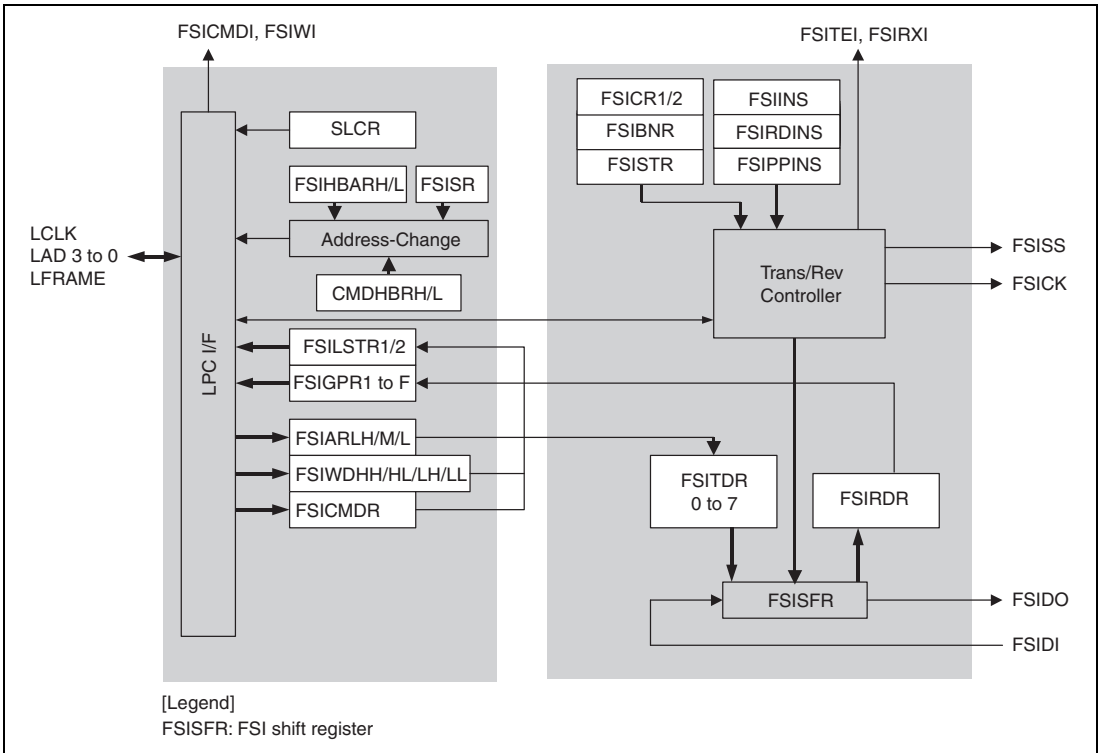 FSICMDI, FSIWI
FSITEI, FSIRXI
SLCR
FSIHBARH/L
FSISR
Address-Change
CMDHBRH/L
LCLK
LAD 3 to 0
LFRAME
LPC I/F
FSILSTR1/2
FSIGPR1 to F
FSIARLH/M/L
FSIWDHH/HL/LH/LL
FSICMDR
FSICR1/2
FSIBNR
FSISTR
FSIINS
FSIRDINS
FSIPPINS
Trans/Rev
Controller
FSISS
FSICK
FSITDR
0 to 7
FSIRDR
FSISFR
FSIDO
FSIDI
[Legend]
FSISFR: FSI shift register